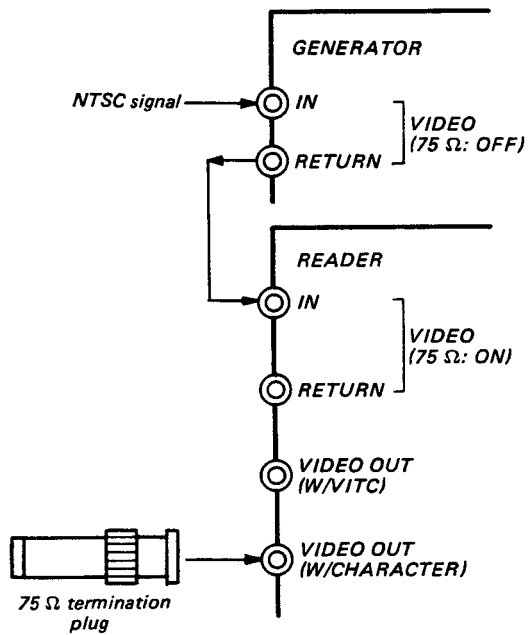 GENERATOR
NTSC signal
IN
VIDEO
(75 Ω: OFF)
RETURN
READER
IN
VIDEO
(75 Ω: ON)
RETURN
VIDEO OUT
(W/VITC)
VIDEO OUT
(W/CHARACTER)
75 Ω termination
plug